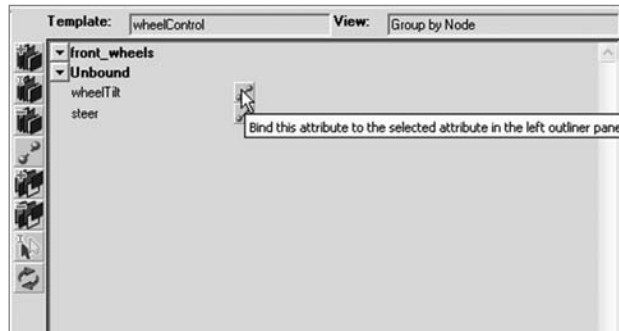 Template: wheelControl View: Group by Node
front_wheels
Unbound
wheelTilt
steer
Bind this attribute to the selected attribute in the left outliner pane